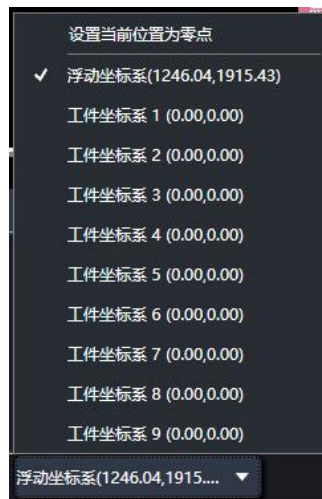 设置当前位置为零点
浮动坐标系(1246.04,1915.43)
工件坐标系 1 (0.00,0.00)
工件坐标系 2 (0.00,0.00)
工件坐标系 3 (0.00,0.00)
工件坐标系 4 (0.00,0.00)
工件坐标系 5 (0.00,0.00)
工件坐标系 6 (0.00,0.00)
工件坐标系 7 (0.00,0.00)
工件坐标系 8 (0.00,0.00)
工件坐标系 9 (0.00,0.00)
浮动坐标系(1246.04,1915....